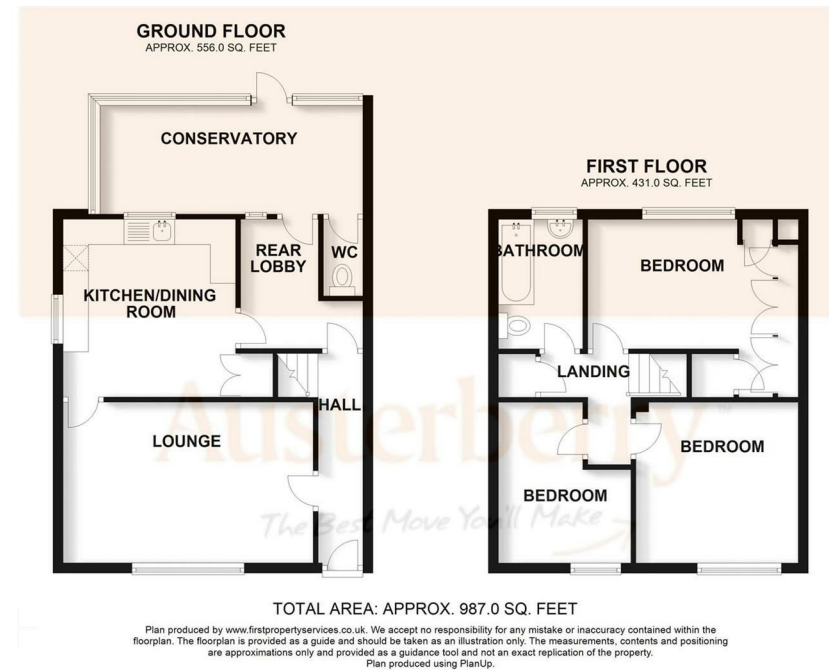 GROUND FLOOR
APPROX. 556.0 SQ. FEET
CONSERVATORY
REAR
LOBBY
WC
KITCHEN/DINING
ROOM
HALL
LOUNGE
FIRST FLOOR
APPROX. 431.0 SQ. FEET
BATHROOM
BEDROOM
LANDING
BEDROOM
BEDROOM
Austerberry
The Best Move You'll Make
TOTAL AREA: APPROX. 987.0 SQ. FEET
Plan produced by www.firstpropertyservices.co.uk. We accept no responsibility for any mistake or inaccuracy contained within the
floorplan. The floorplan is provided as a guide and should be taken as an illustration only. The measurements, contents and positioning
are approximations only and provided as a guidance tool and not an exact replication of the property.
Plan produced using PlanUp.